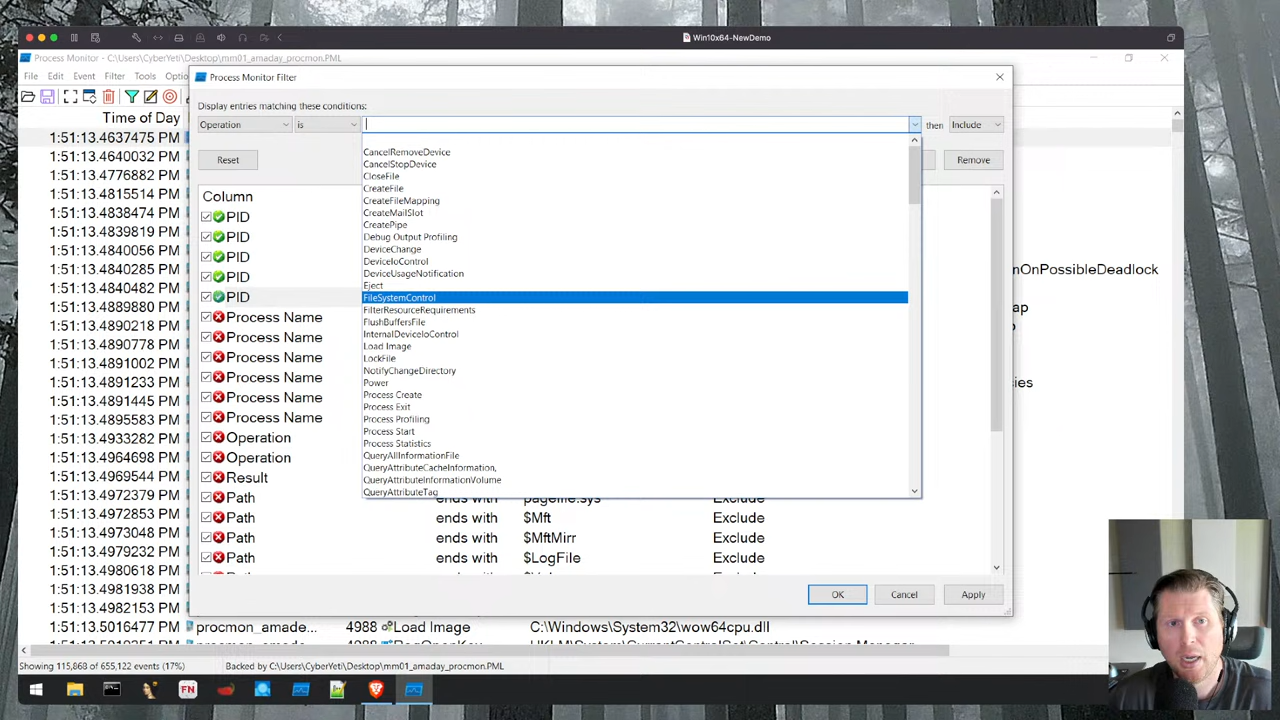 Win10x64-NewDemo
Process Monitor - C:\Users\CyberYeti\Desktop\mm01_amaday_procmon.PML
File Edit Event Filter Tools
Process Monitor Filter
Display entries matching these conditions:
Operation is then Include
Reset Remove
Time of Day
1:51:13.4637475 PM
1:51:13.4640032 PM
1:51:13.4776882 PM
1:51:13.4815514 PM
1:51:13.4838474 PM
1:51:13.4839819 PM
1:51:13.4840056 PM
1:51:13.4840285 PM
1:51:13.4840482 PM
1:51:13.4889880 PM
1:51:13.4890218 PM
1:51:13.4890778 PM
1:51:13.4891002 PM
1:51:13.4891233 PM
1:51:13.4891445 PM
1:51:13.4895583 PM
1:51:13.4933282 PM
1:51:13.4964698 PM
1:51:13.4969544 PM
1:51:13.4972379 PM
1:51:13.4972853 PM
1:51:13.4973048 PM
1:51:13.4979232 PM
1:51:13.4980618 PM
1:51:13.4981938 PM
1:51:13.4982153 PM
1:51:13.5016477 PM procmon_amade... 4988 Load Image C:\Windows\System32\wow64cpu.dll
Column
PID
PID
PID
PID
PID
Process Name
Process Name
Process Name
Process Name
Process Name
Process Name
Operation
Operation
Result
Path ends with pagefile.sys Exclude
Path ends with $Mft Exclude
Path ends with $MftMirr Exclude
Path ends with $LogFile Exclude
CancelRemoveDevice
CancelStopDevice
CloseFile
CreateFile
CreateFileMapping
CreateMailSlot
CreatePipe
Debug Output Profiling
DeviceChange
DeviceIoControl
DeviceUsageNotification
Eject
FileSystemControl
FilterResourceRequirements
FlushBuffersFile
InternalDeviceIoControl
Load Image
LockFile
NotifyChangeDirectory
Power
Process Create
Process Exit
Process Profiling
Process Start
Process Statistics
QueryAllInformationFile
QueryAttributeCacheInformation,
QueryAttributeInformationVolume
QueryAttributeTag
nOnPossibleDeadlock
OK Cancel Apply
Showing 115,868 of 655,122 events (17%) Backed by C:\Users\CyberYeti\Desktop\mm01_amaday_procmon.PML
FN